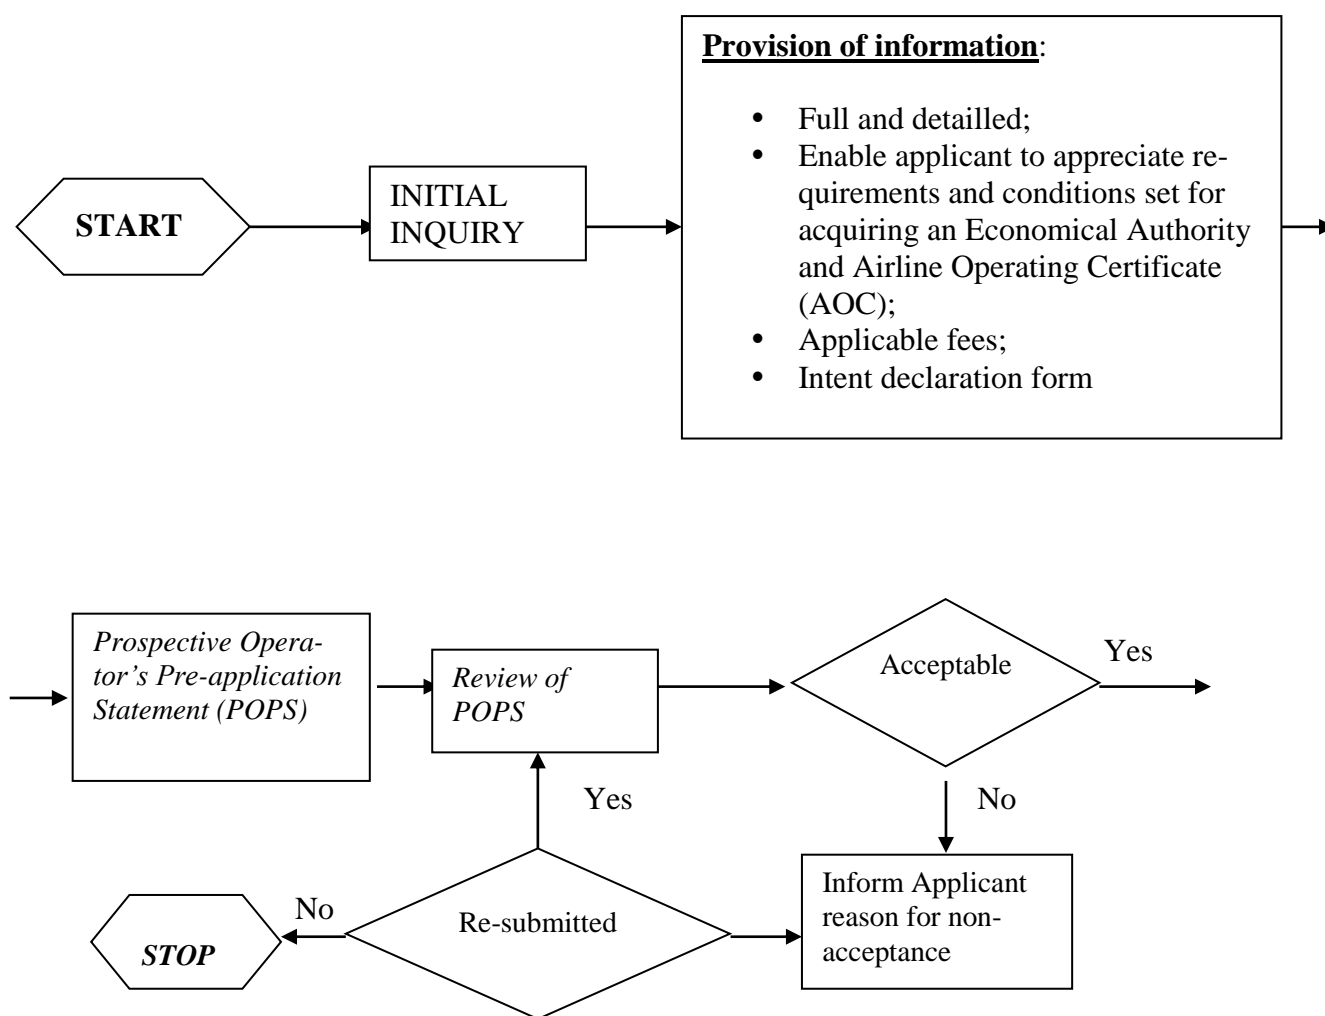 START
INITIAL
INQUIRY
Provision of information:
• Full and detailled;
• Enable applicant to appreciate re-
quirements and conditions set for
acquiring an Economical Authority
and Airline Operating Certificate
(AOC);
• Applicable fees;
• Intent declaration form
Prospective Opera-
tor’s Pre-application
Statement (POPS)
Review of
POPS
Acceptable
Yes
No
Inform Applicant
reason for non-
acceptance
Re-submitted
Yes
No
STOP